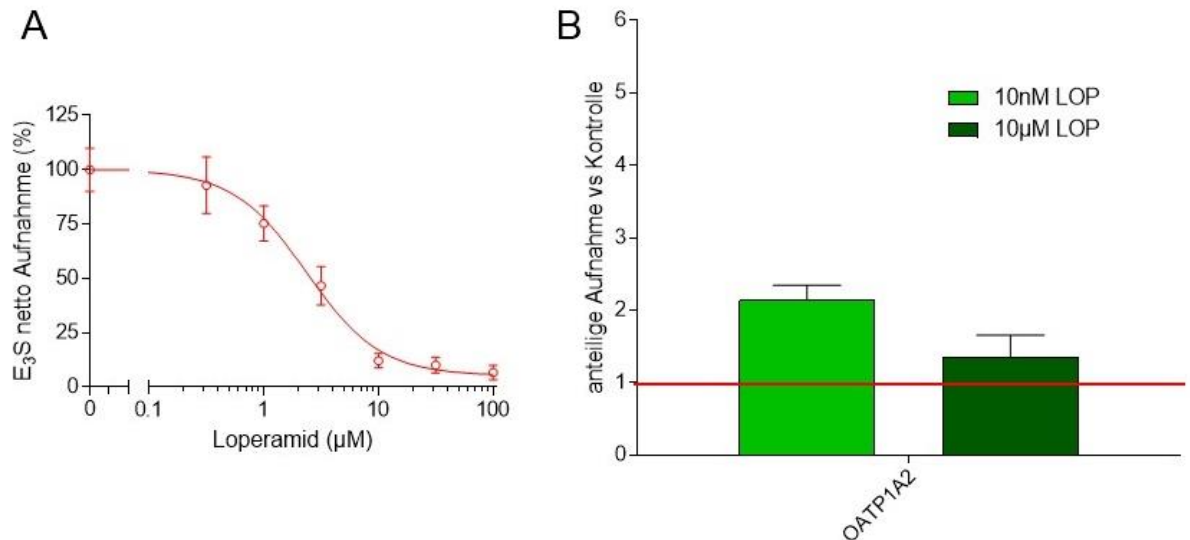 A
E₃S netto Aufnahnme (%)
125
100
75
50
25
0
0 0.1 1 10 100
Loperamid (µM)
B
anteilige Aufnahme vs Kontrolle
6
5
4
3
2
1
0
10nM LOP
10µM LOP
OATP1A2